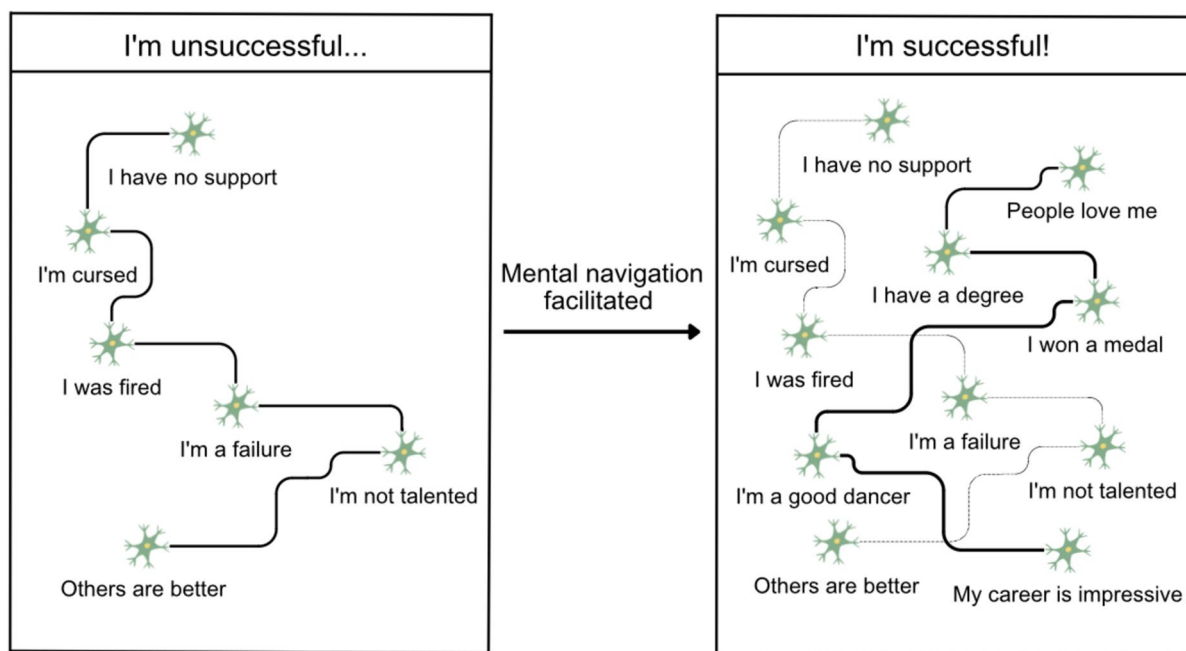 I'm unsuccessful...
I have no support
I'm cursed
I was fired
I'm a failure
I'm not talented
Others are better
Mental navigation
facilitated
I'm successful!
I have no support
People love me
I'm cursed
I have a degree
I won a medal
I was fired
I'm a failure
I'm a good dancer
I'm not talented
Others are better
My career is impressive